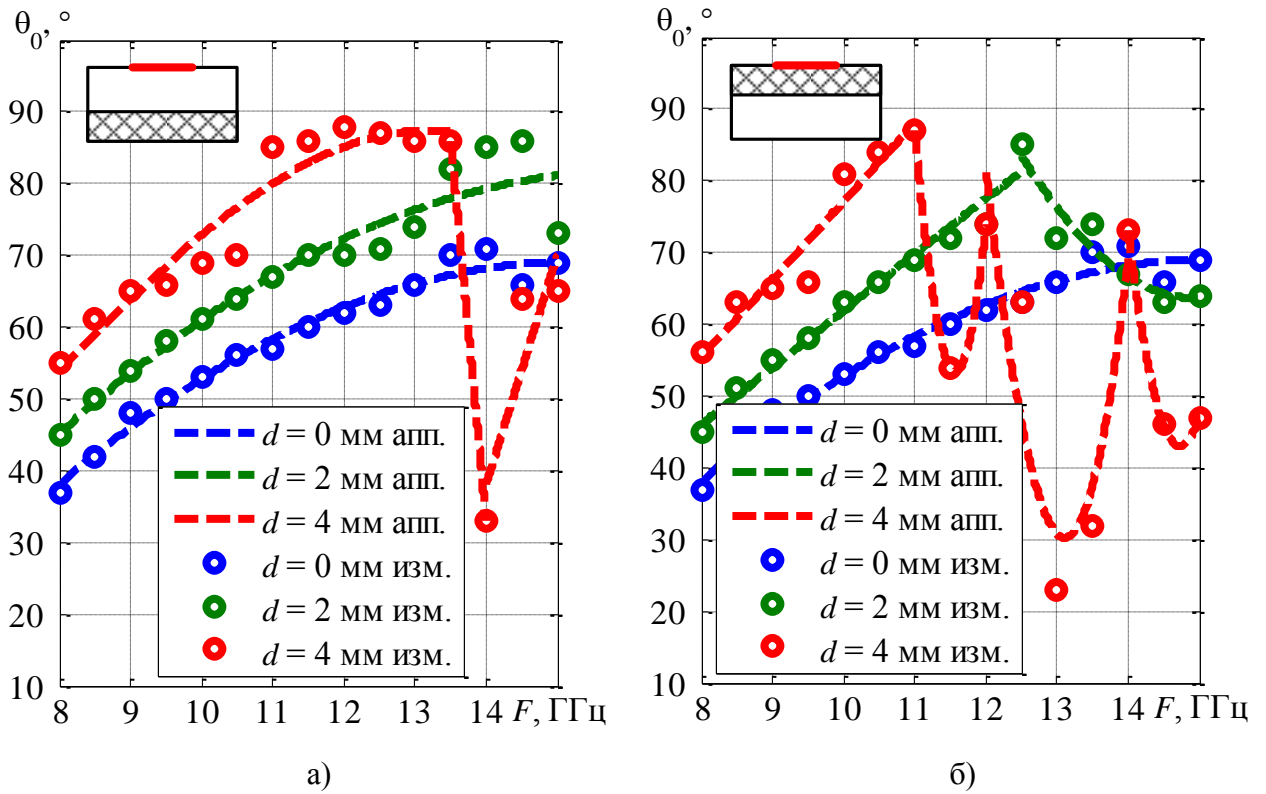 θ0, °
90
80
70
60
50
40
30
20
10
8 9 10 11 12 13 14 F, ГГц
d = 0 мм апп.
d = 2 мм апп.
d = 4 мм апп.
d = 0 мм изм.
d = 2 мм изм.
d = 4 мм изм.
а)
θ0, °
90
80
70
60
50
40
30
20
10
8 9 10 11 12 13 14 F, ГГц
d = 0 мм апп.
d = 2 мм апп.
d = 4 мм апп.
d = 0 мм изм.
d = 2 мм изм.
d = 4 мм изм.
б)